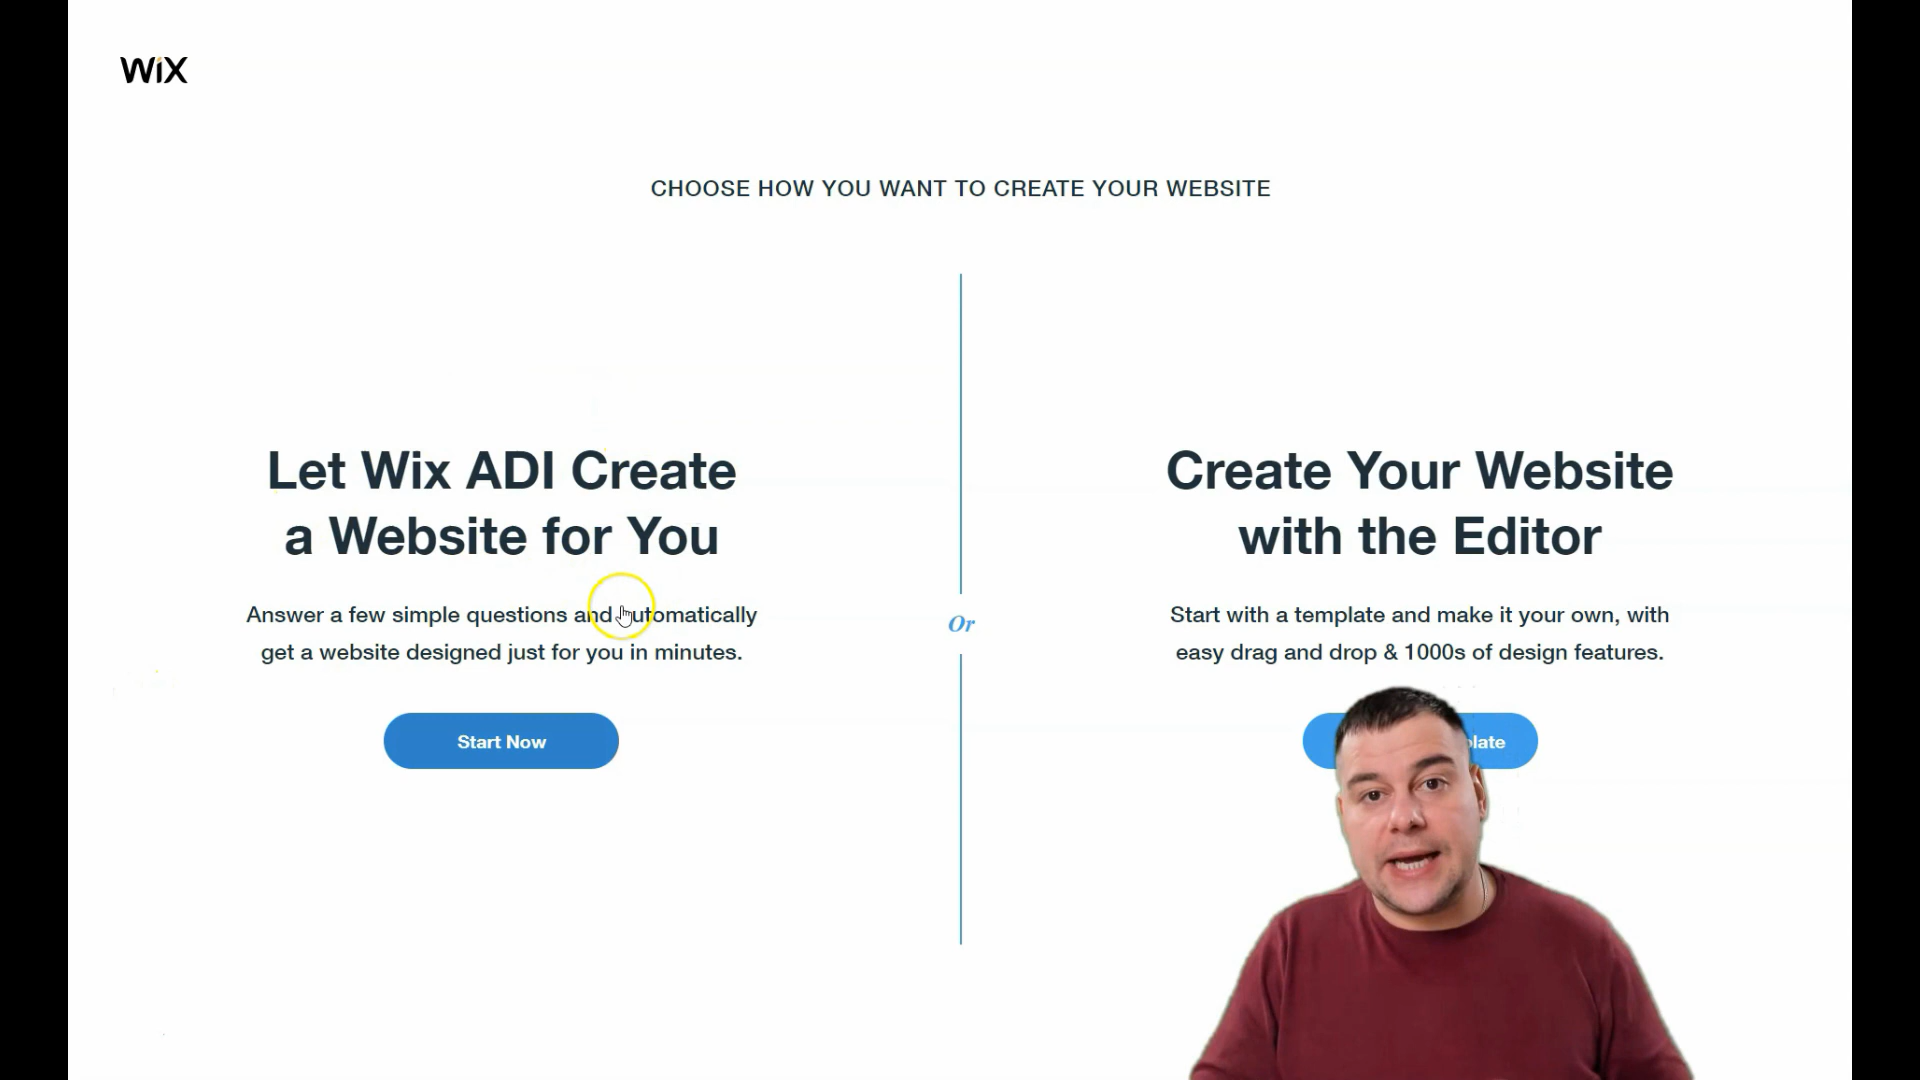 WiX
CHOOSE HOW YOU WANT TO CREATE YOUR WEBSITE
Let Wix ADI Create
a Website for You
Answer a few simple questions and automatically
get a website designed just for you in minutes.
Start Now
Or
Create Your Website
with the Editor
Start with a template and make it your own, with
easy drag and drop & 1000s of design features.